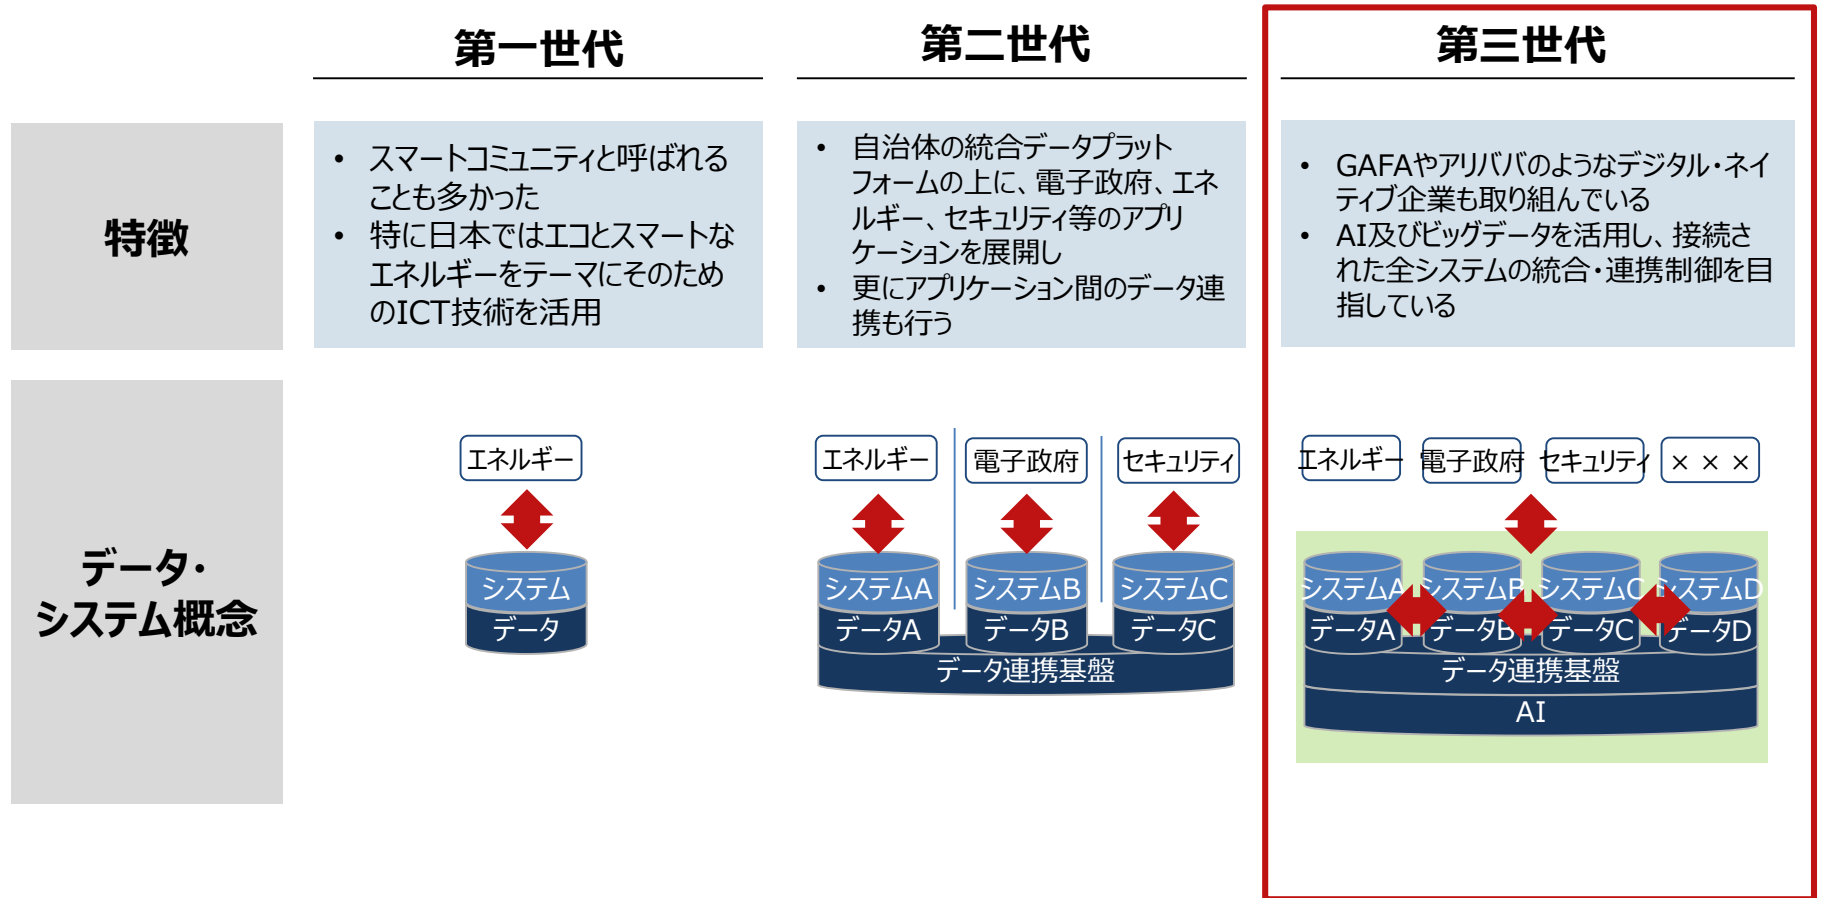 第一世代
第二世代
第三世代
特徴
• スマートコミュニティと呼ばれる
ことも多かった
• 特に日本ではエコとスマートな
エネルギーをテーマにそのため
のICT技術を活用
• 自治体の統合データプラット
フォームの上に、電子政府、エネ
ルギー、セキュリティ等のアプリ
ケーションを展開し
• 更にアプリケーション間のデータ連
携も行う
• GAFAやアリババのようなデジタル・ネイ
ティブ企業も取り組んでいる
• AI及びビッグデータを活用し、接続さ
れた全システムの統合・連携制御を目
指している
データ・
システム概念
エネルギー
システム
データ
エネルギー
電子政府
セキュリティ
システムA
システムB
システムC
データA
データB
データC
データ連携基盤
エネルギー
電子政府
セキュリティ
×××
システムA
システムB
システムC
システムD
データA
データB
データC
データD
データ連携基盤
AI